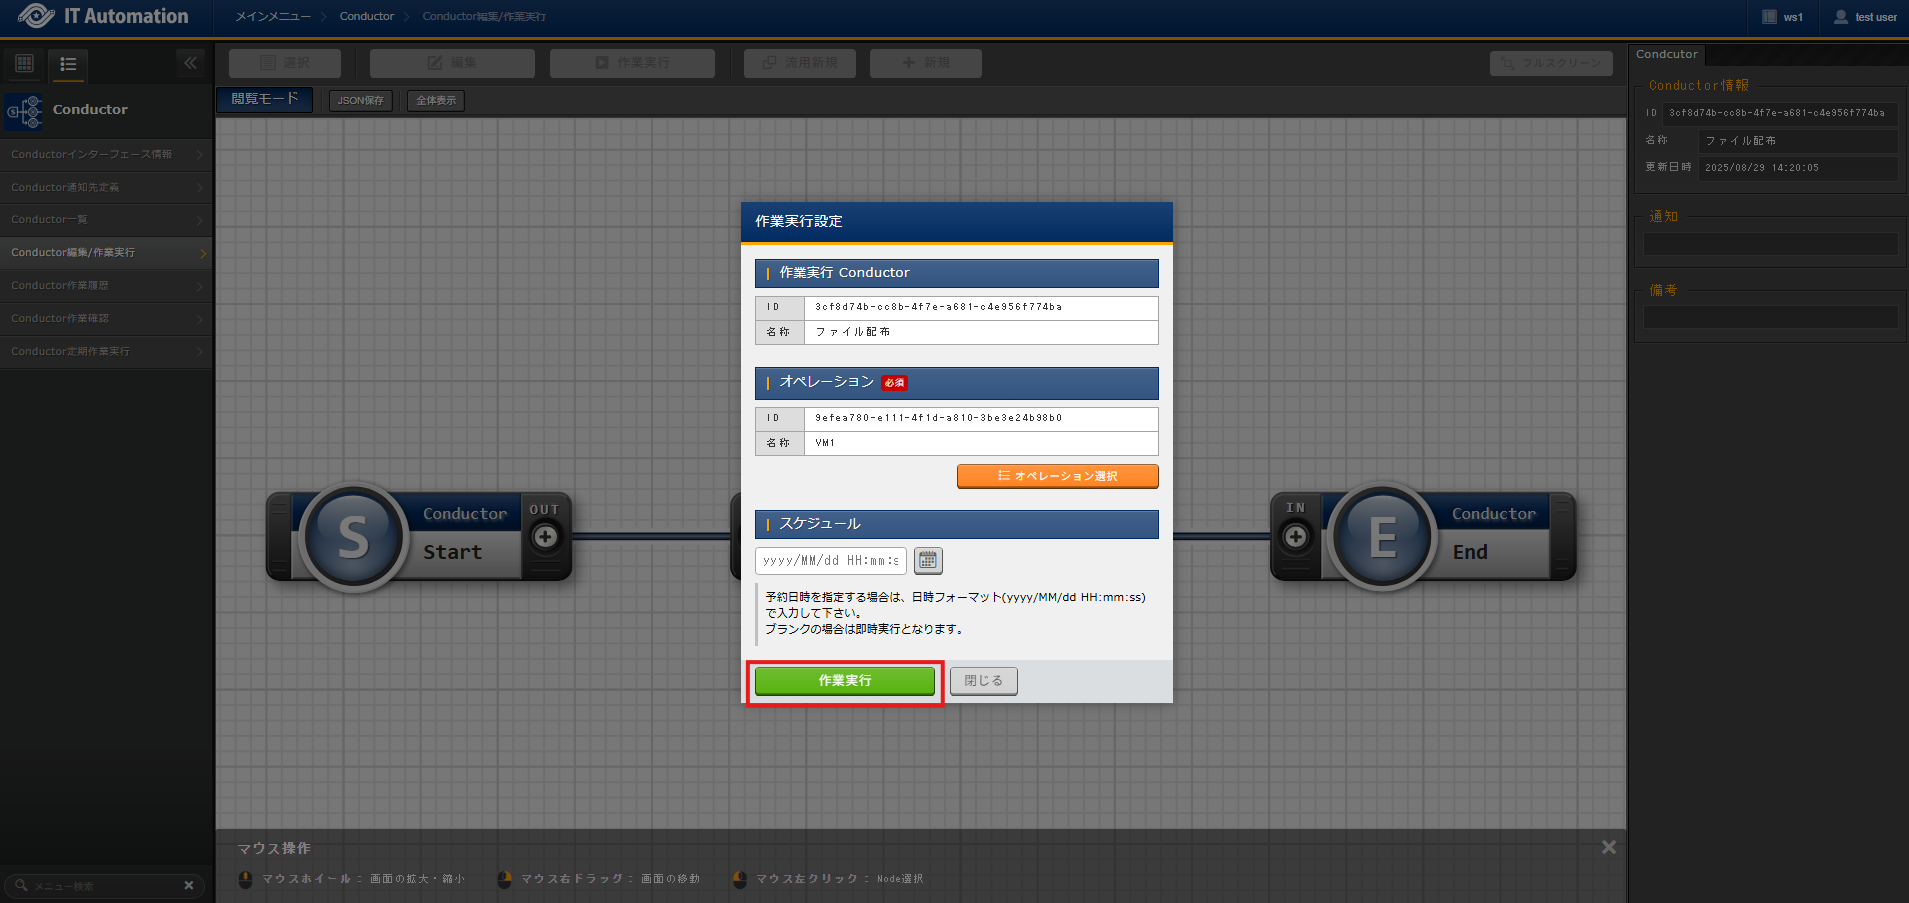 IT Automation
メインメニュー
Conductor
Conductor編集/作業実行
ws1
test user
選択
編集
作業実行
流用新規
新規
フルスクリーン
閲覧モード
JSON保存
全体表示
Conductor
Conductorインターフェース情報
Conductor通知先定義
Conductor一覧
Conductor編集/作業実行
Conductor作業履歴
Conductor作業確認
Conductor定期作業実行
メニュー検索
S
Conductor
Start
OUT
IN
E
Conductor
End
作業実行設定
作業実行 Conductor
ID 3cf8d74b-cc8b-4f7e-a681-c4e956f774ba
名称 ファイル配布
オペレーション 必須
ID 9efea780-e111-4f1d-a810-3be3e24b98b0
名称 VM1
オペレーション選択
スケジュール
yyyy/MM/dd HH:mm:s
予約日時を指定する場合は、日時フォーマット(yyyy/MM/dd HH:mm:ss)
で入力して下さい。
ブランクの場合は即時実行となります。
作業実行
閉じる
マウス操作
マウスホイール : 画面の拡大・縮小
マウス右ドラッグ : 画面の移動
マウス左クリック : Node選択
Condcutor
Conductor情報
ID 3cf8d74b-cc8b-4f7e-a681-c4e956f774ba
名称 ファイル配布
更新日時 2025/08/29 14:20:05
通知
備考